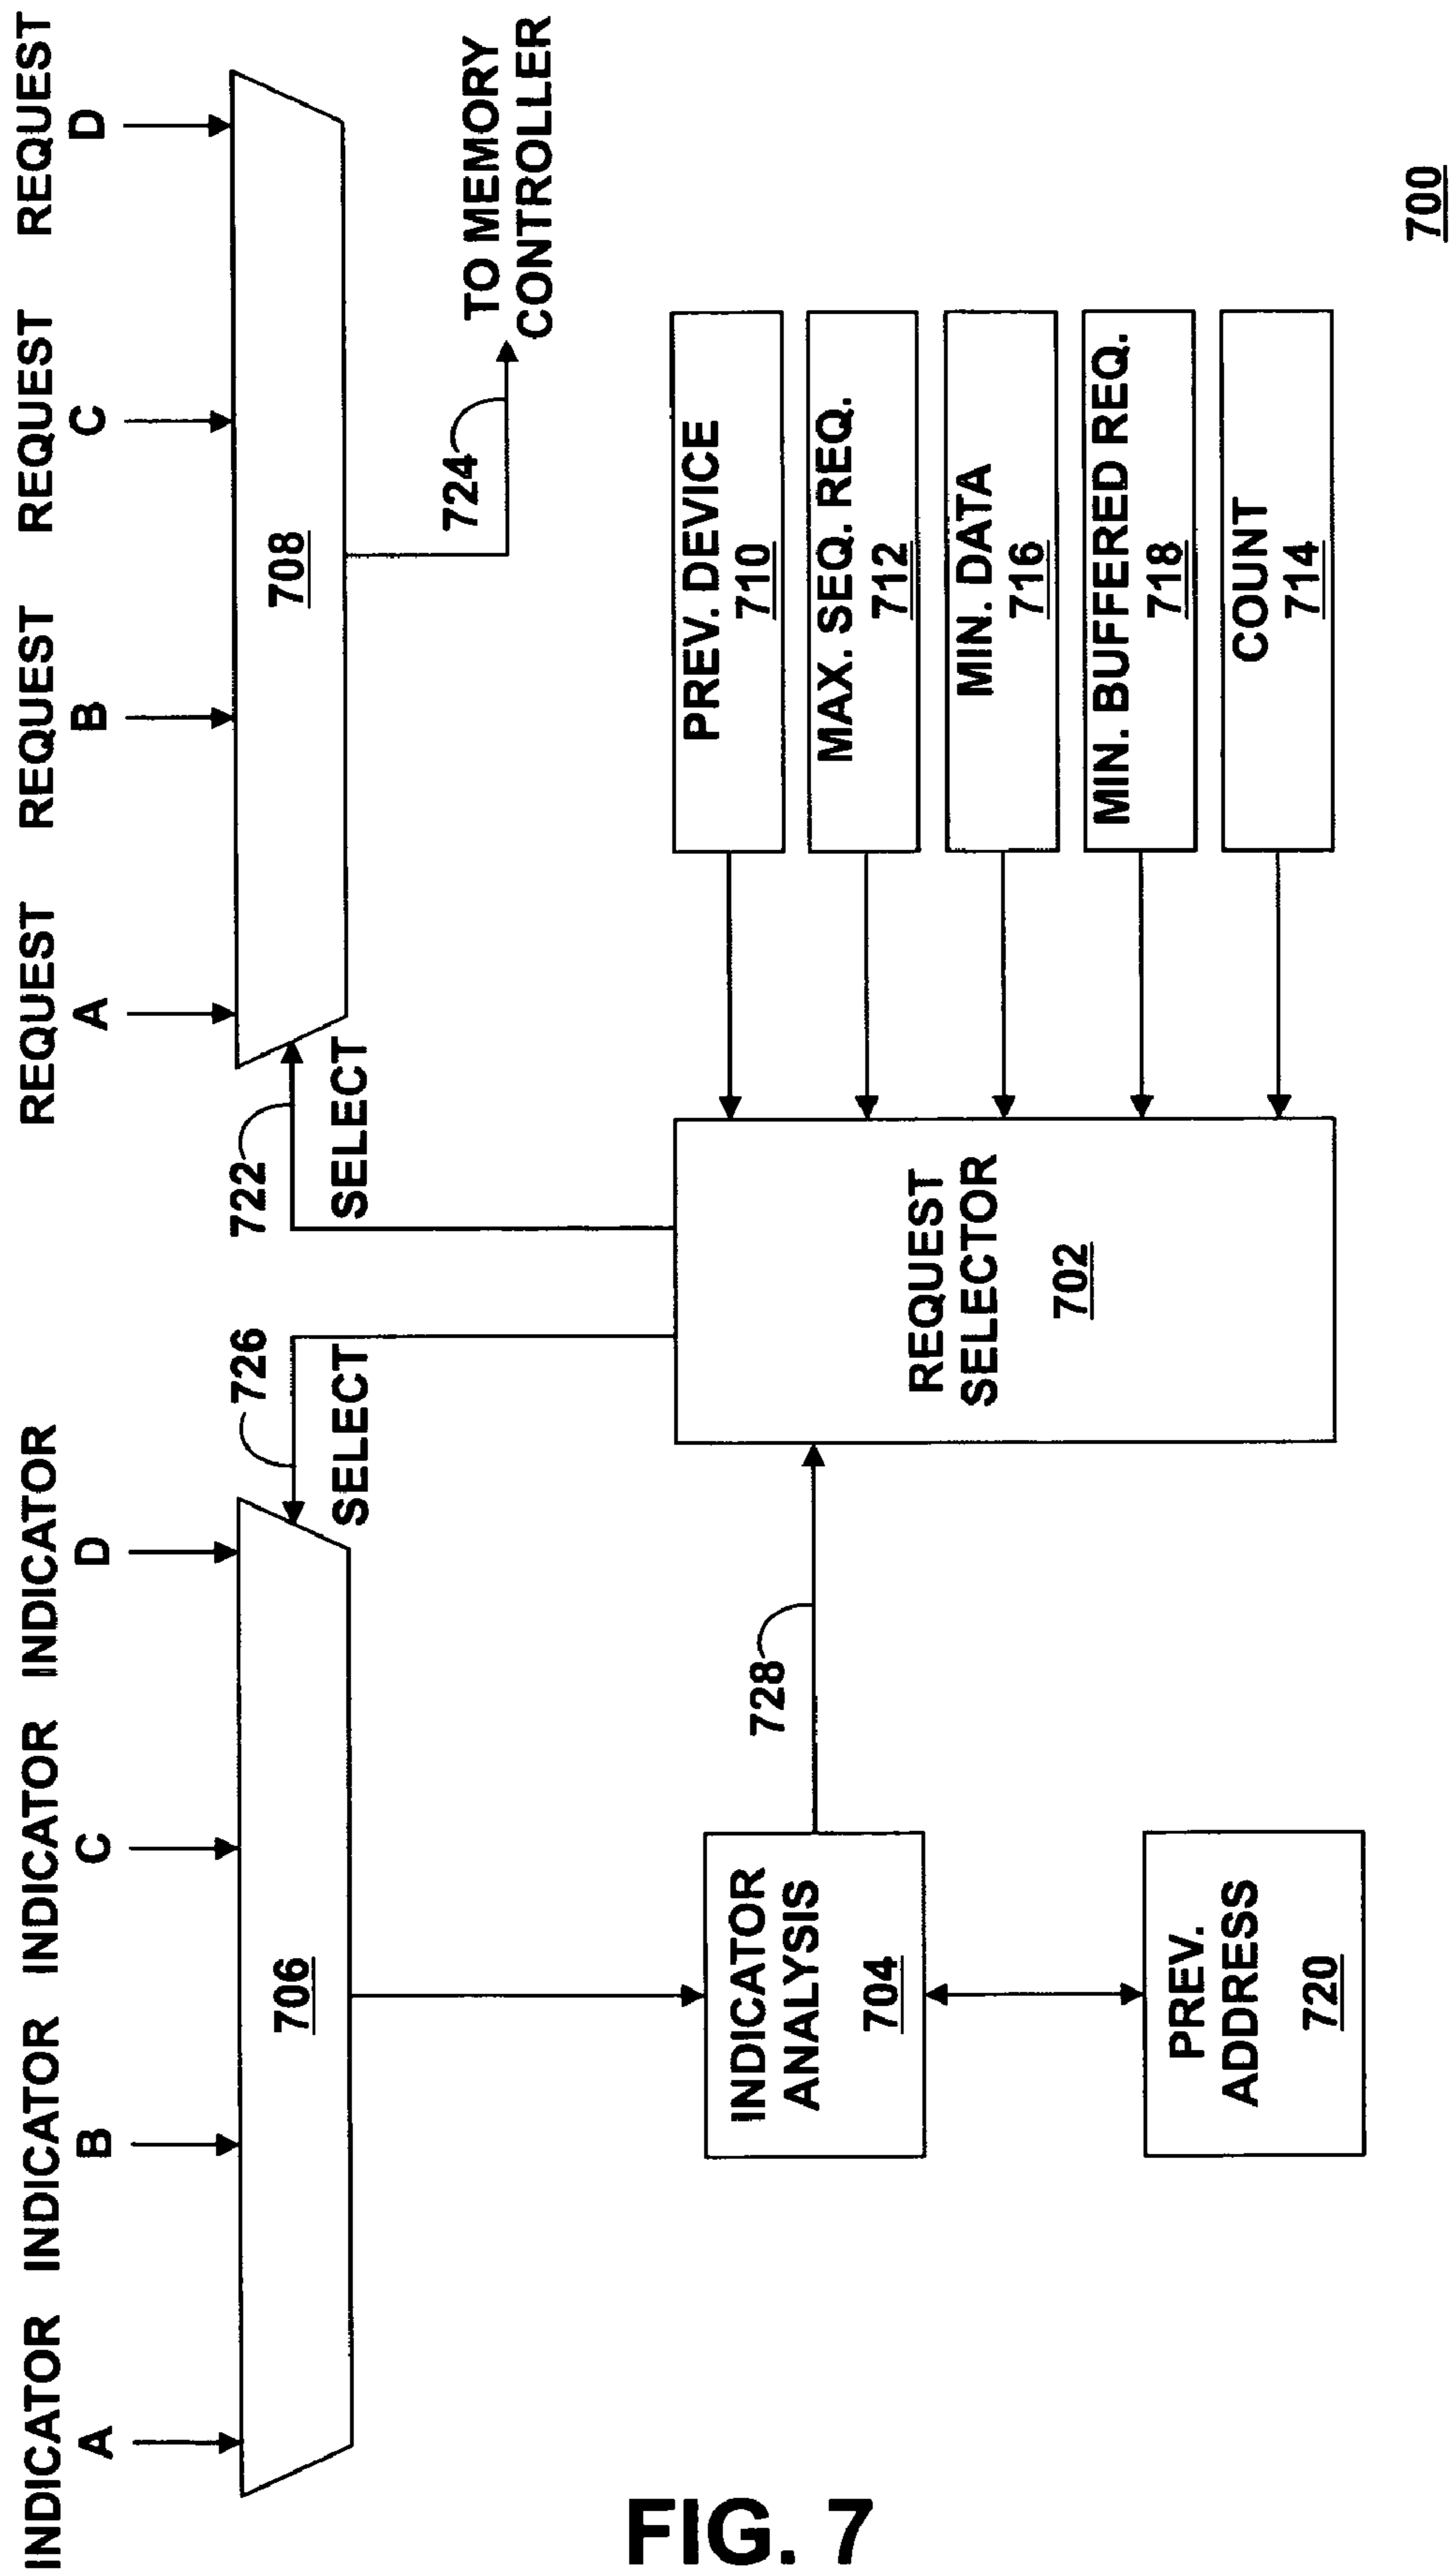 INDICATOR INDICATOR INDICATOR INDICATOR
A B C D
REQUEST REQUEST REQUEST REQUEST
A B C D
706
726
SELECT
722
SELECT
708
724
TO MEMORY
CONTROLLER
INDICATOR
ANALYSIS
704
728
PREV.
ADDRESS
720
REQUEST
SELECTOR
702
PREV. DEVICE
710
MAX. SEQ. REQ.
712
MIN. DATA
716
MIN. BUFFERED REQ.
718
COUNT
714
700
FIG. 7